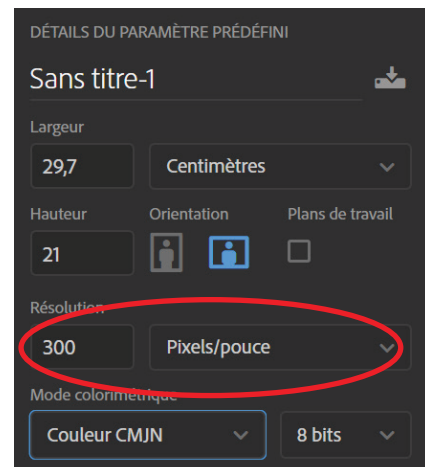 DÉTAILS DU PARAMÈTRE PRÉDÉFINI
Sans titre-1
Largeur
29,7 Centimètres
Hauteur Orientation Plans de travail
21
Résolution
300 Pixels/pouce
Mode colorimétrique
Couleur CMJN 8 bits